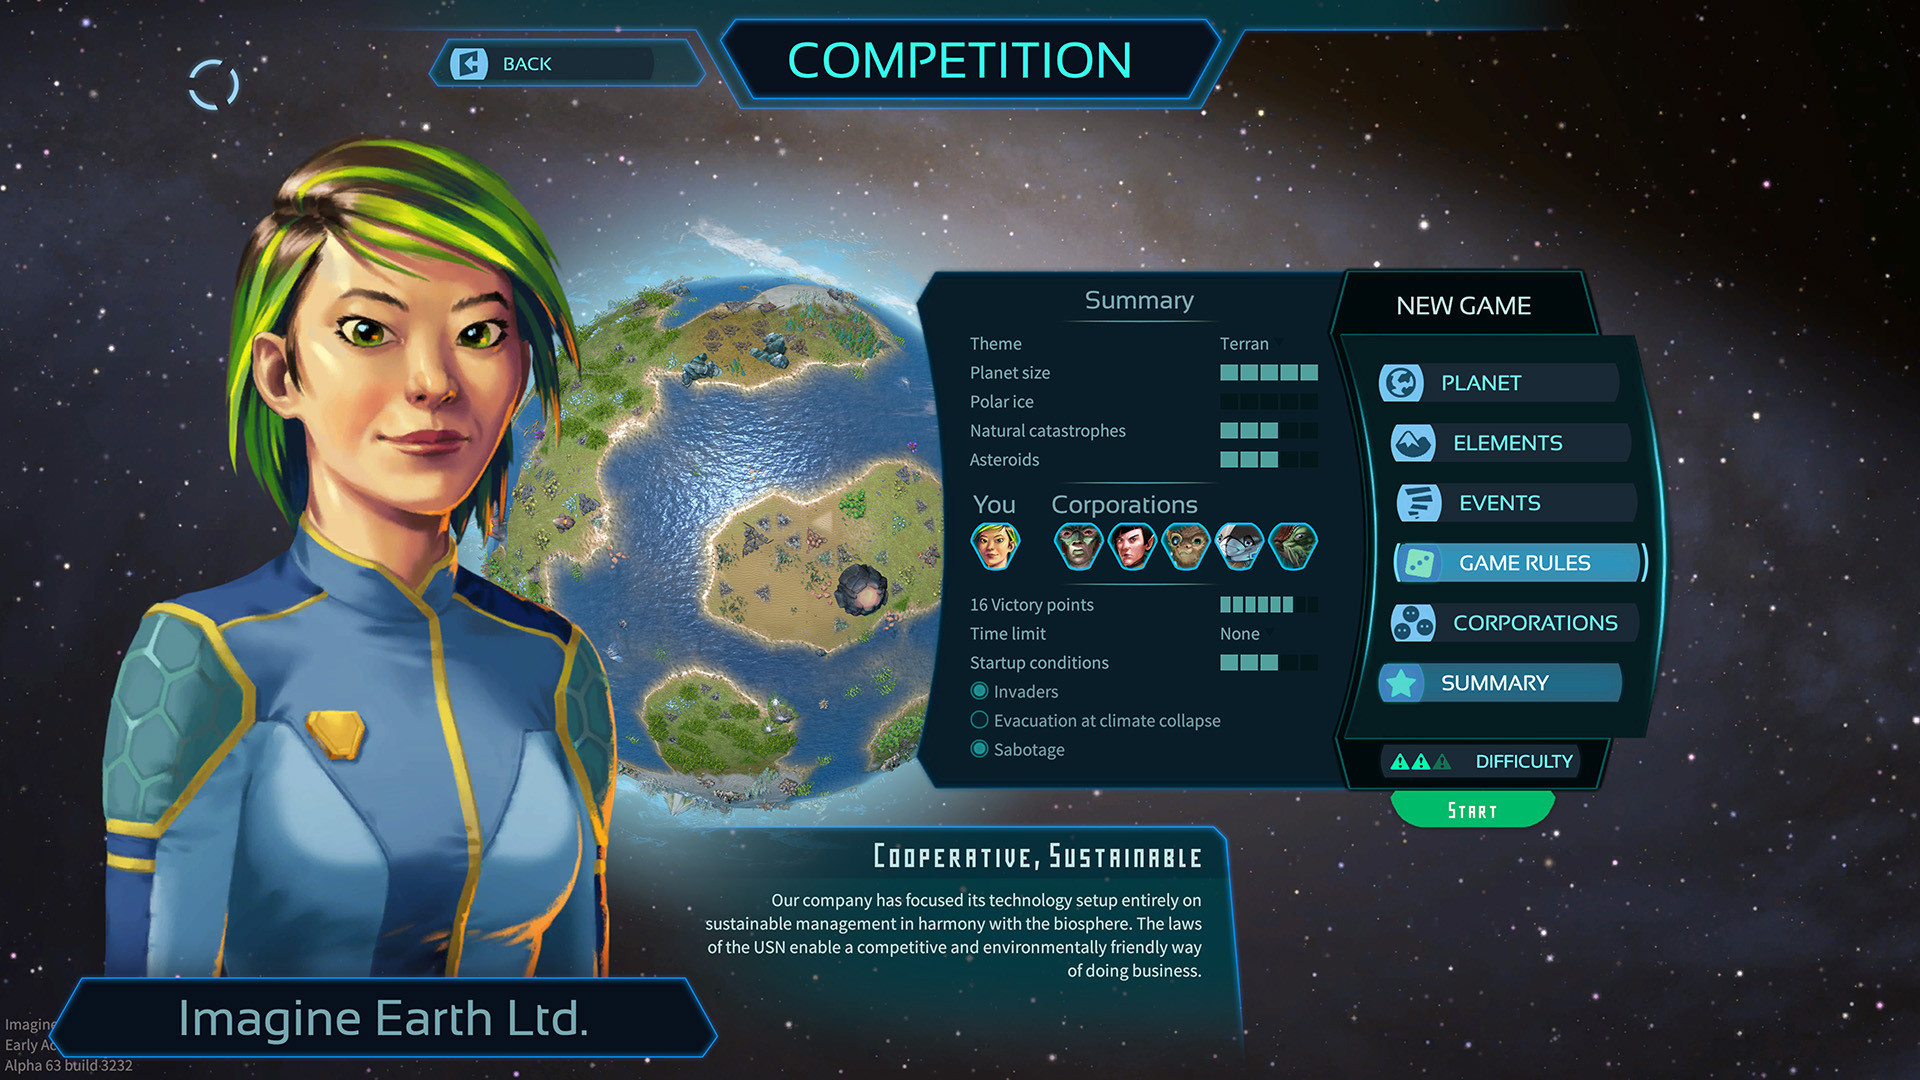 BACK
COMPETITION
Summary
Theme Terran
Planet size
Polar ice
Natural catastrophes
Asteroids
You Corporations
16 Victory points
Time limit None
Startup conditions
Invaders
Evacuation at climate collapse
Sabotage
NEW GAME
PLANET
ELEMENTS
EVENTS
GAME RULES
CORPORATIONS
SUMMARY
DIFFICULTY
START
COOPERATIVE, SUSTAINABLE
Our company has focused its technology setup entirely on
sustainable management in harmony with the biosphere. The laws
of the USN enable a competitive and environmentally friendly way
of doing business.
Imagine Earth Ltd.
Imagine
Early
Alpha 63 build 3232